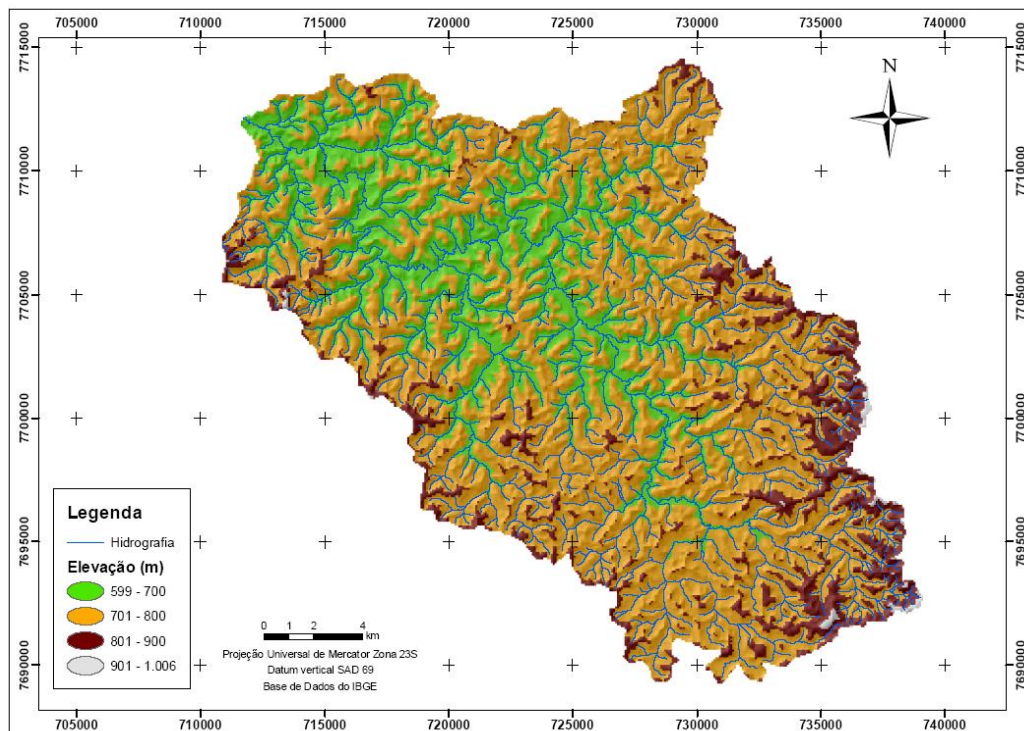 705000 710000 715000 720000 725000 730000 735000 740000
7715000 7715000
N
7710000 7710000
7705000 7705000
7700000 7700000
7695000 7695000
7690000 7690000
Legenda
Hidrografia
Elevação (m)
599 - 700
701 - 800
801 - 900
901 - 1.006
0 1 2 4
km
Projeção Universal de Mercator Zona 23S
Datum vertical SAD 69
Base de Dados do IBGE
705000 710000 715000 720000 725000 730000 735000 740000